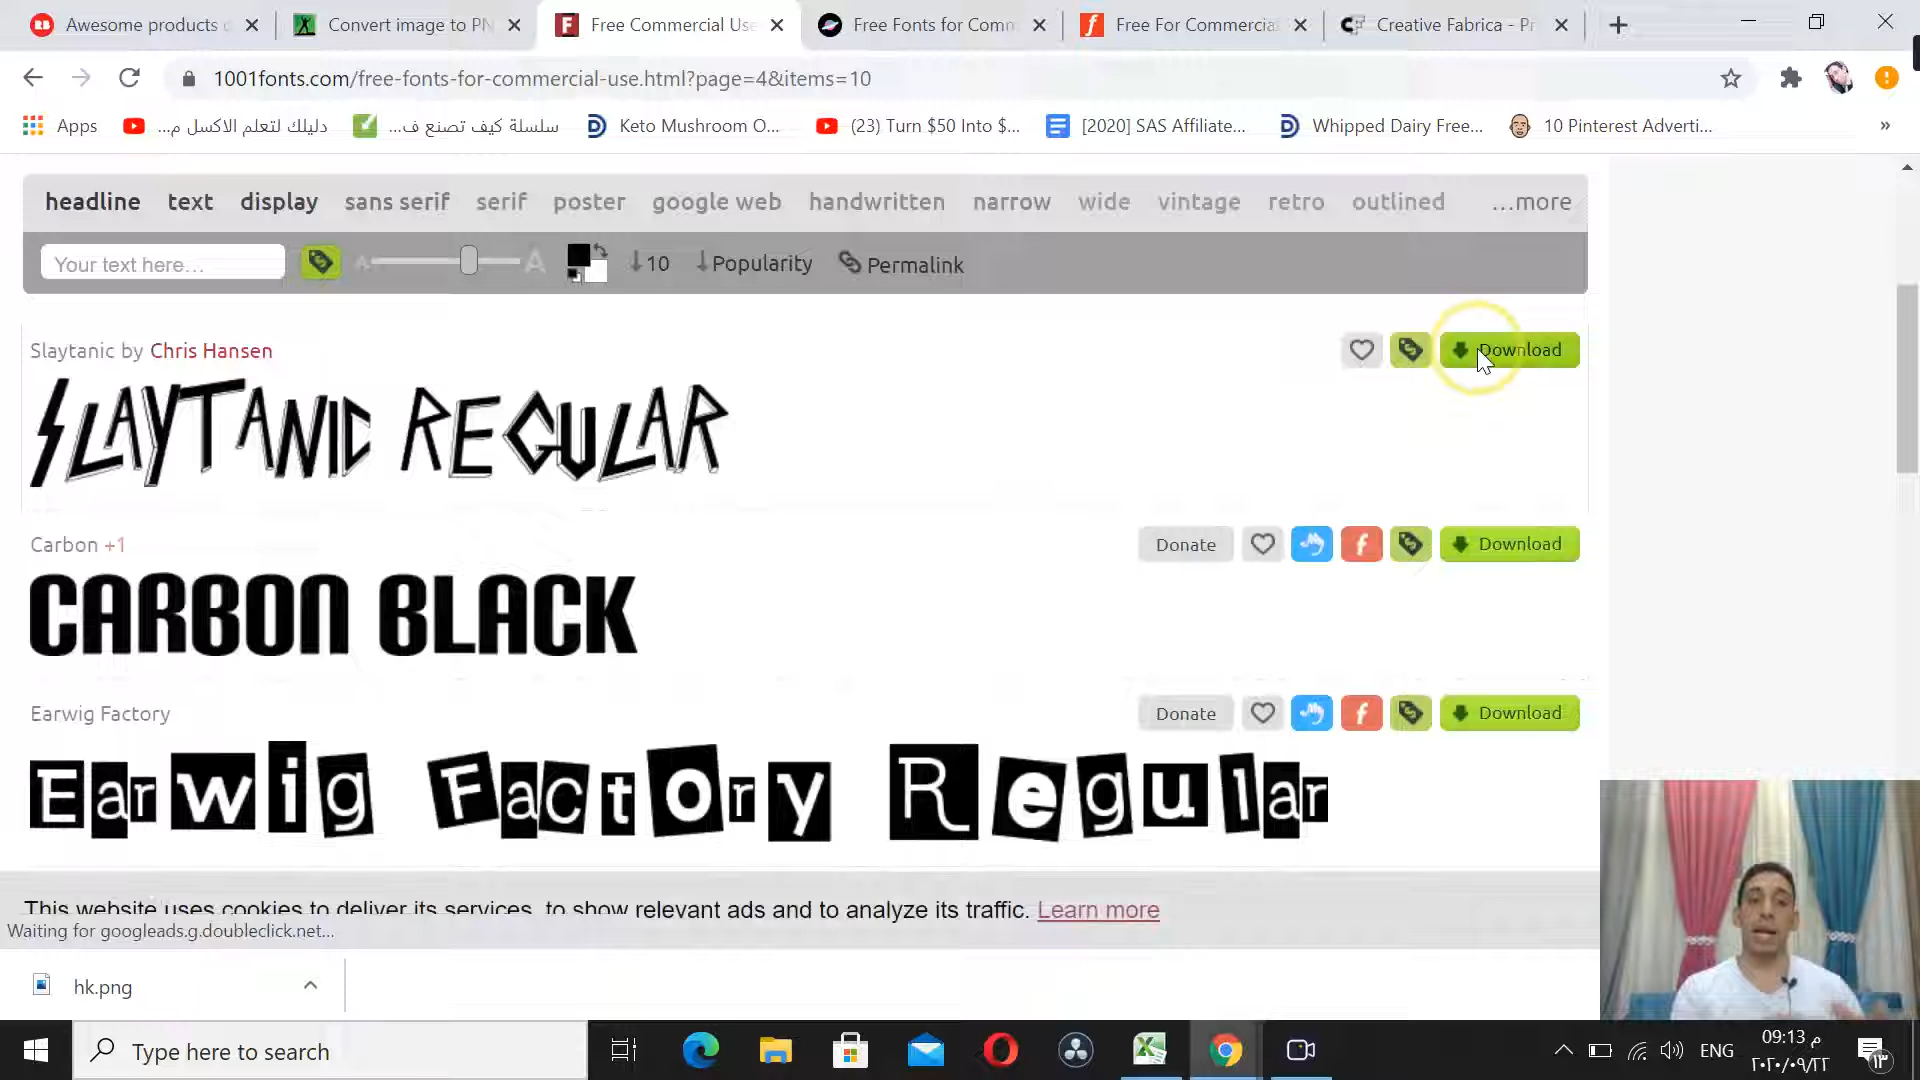 Awesome products o
Convert image to PN
Free Commercial Use
Free Fonts for Comm
Free For Commercial
Creative Fabrica - Pr
1001fonts.com/free-fonts-for-commercial-use.html?page=4&items=10
Apps
دليلك لتعلم الاكسل م...
سلسلة كيف تصنع ف...
Keto Mushroom O...
(23) Turn $50 Into $...
[2020] SAS Affiliate...
Whipped Dairy Free...
10 Pinterest Adverti...
»
headline text display sans serif serif poster google web handwritten narrow wide vintage retro outlined ...more
Your text here...
A A
10 Popularity Permalink
Slaytanic by Chris Hansen
Download
SLAYTANIC REGULAR
Carbon +1
Donate
Download
CARBON BLACK
Earwig Factory
Donate
Download
Earwig Factory Regular
This website uses cookies to deliver its services, to show relevant ads and to analyze its traffic. Learn more
Waiting for googleads.g.doubleclick.net...
hk.png
Type here to search
ENG
09:13 م
٢٠٢٠/٠٩/٢٢
١٣